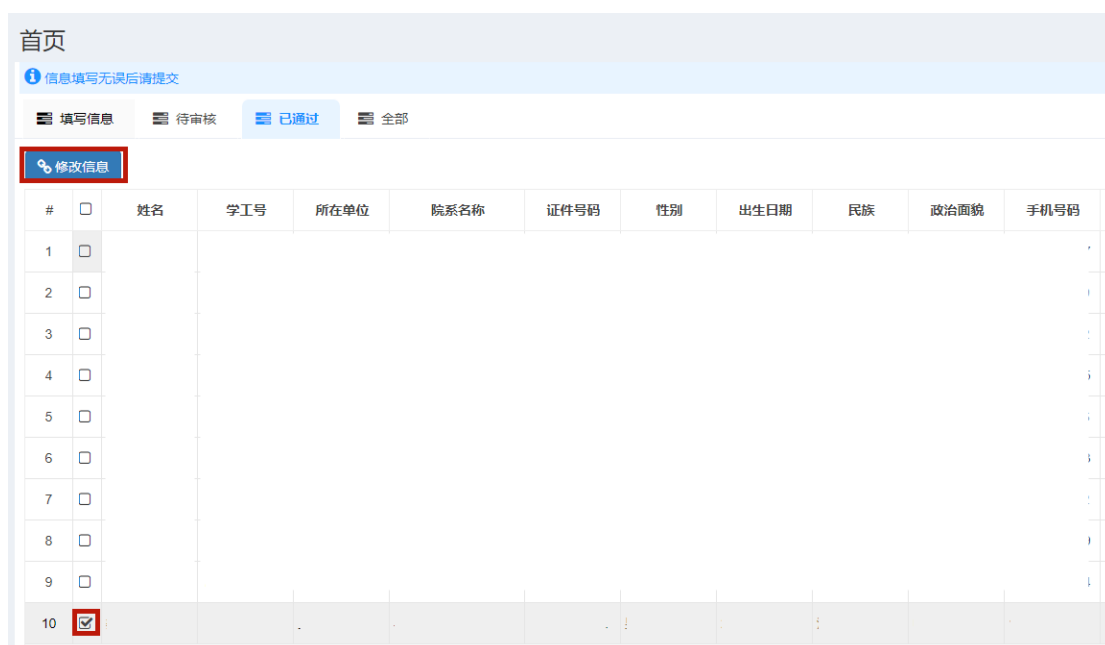 首页
信息填写无误后请提交
填写信息 待审核 已通过 全部
修改信息
# 姓名 学工号 所在单位 院系名称 证件号码 性别 出生日期 民族 政治面貌 手机号码
1
2
3
4
5
6
7
8
9
10